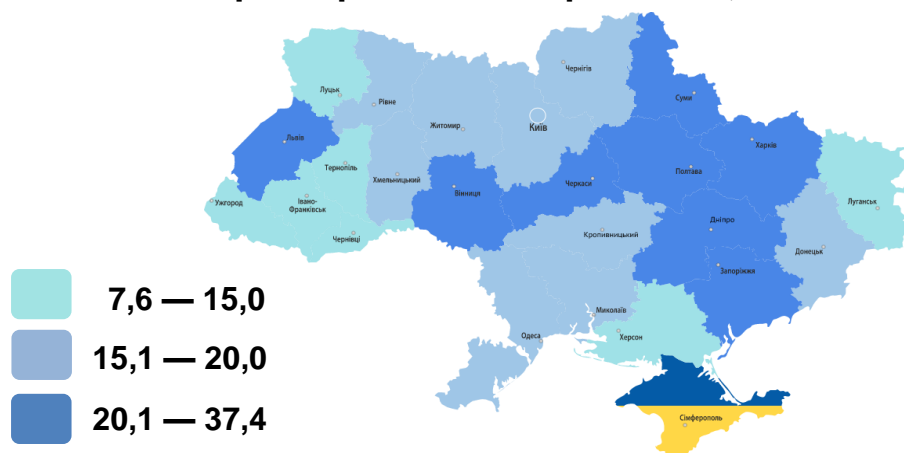 Чернігів
Луцьк
Рівне
Суми
Житомир
Київ
Львів
Харків
Тернопіль
Полтава
Хмельницький
Вінниця
Черкаси
Ужгород
Івано-
Франківськ
Луганськ
Чернівці
Дніпро
Кропивницький
Донецьк
Запоріжжя
7,6 — 15,0
Миколаїв
Одеса
Херсон
15,1 — 20,0
20,1 — 37,4
Сімферополь